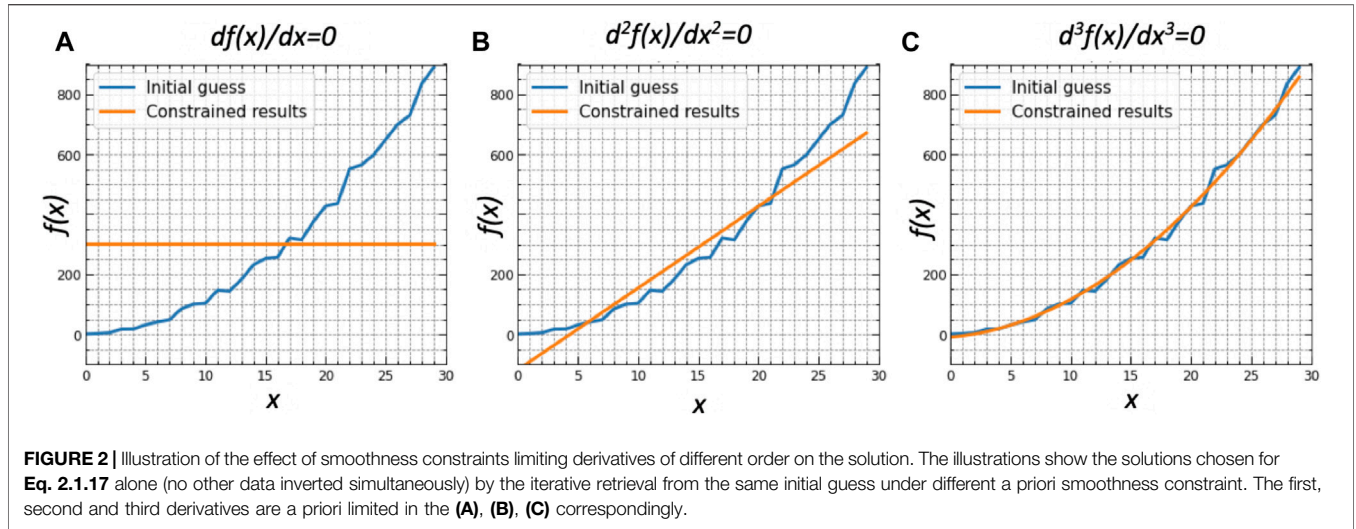 A
df(x)/dx=0
Initial guess
Constrained results
800
600
200
0
f(x)
0 5 10 15 20 25 30
X
B
d²f(x)/dx²=0
Initial guess
Constrained results
800
600
200
0
f(x)
0 5 10 15 20 25 30
X
C
d³f(x)/dx³=0
Initial guess
Constrained results
800
600
200
0
f(x)
0 5 10 15 20 25 30
X
FIGURE 2 | Illustration of the effect of smoothness constraints limiting derivatives of different order on the solution. The illustrations show the solutions chosen for
Eq. 2.1.17 alone (no other data inverted simultaneously) by the iterative retrieval from the same initial guess under different a priori smoothness constraint. The first,
second and third derivatives are a priori limited in the (A), (B), (C) correspondingly.